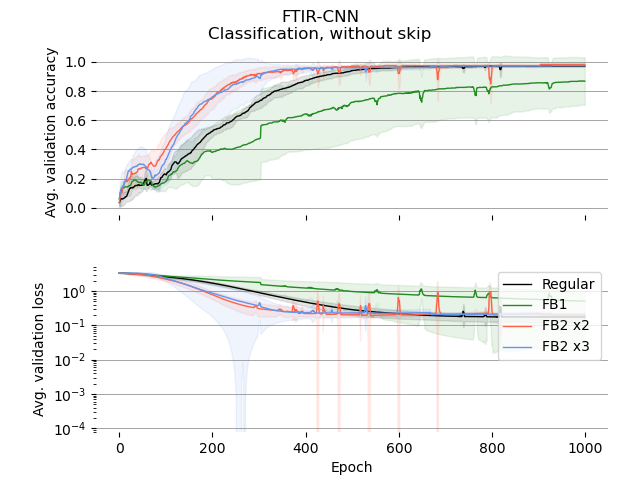 FTIR-CNN
Classification, without skip
Avg. validation accuracy
1.0
0.8
0.6
0.4
0.2
0.0
Avg. validation loss
10⁰
10⁻¹
10⁻²
10⁻³
10⁻⁴
Regular
FB1
FB2 x2
FB2 x3
0
200
400
600
800
1000
Epoch